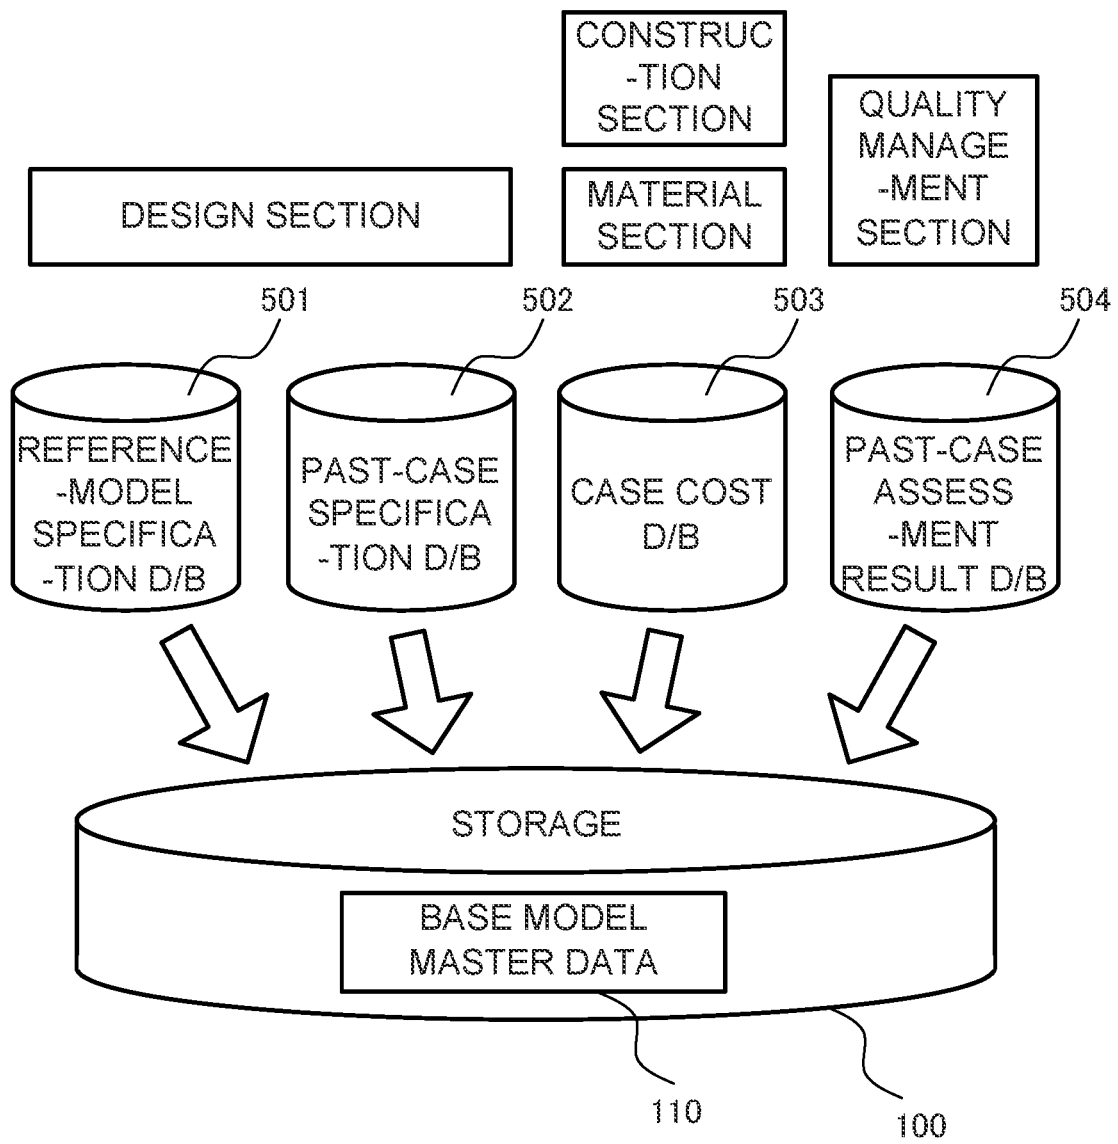 CONSTRUC
-TION
SECTION
QUALITY
MANAGE
-MENT
SECTION
DESIGN SECTION
MATERIAL
SECTION
501
502
503
504
REFERENCE
-MODEL
SPECIFICA
-TION D/B
PAST-CASE
SPECIFICA
-TION D/B
CASE COST
D/B
PAST-CASE
ASSESS
-MENT
RESULT D/B
STORAGE
BASE MODEL
MASTER DATA
110
100